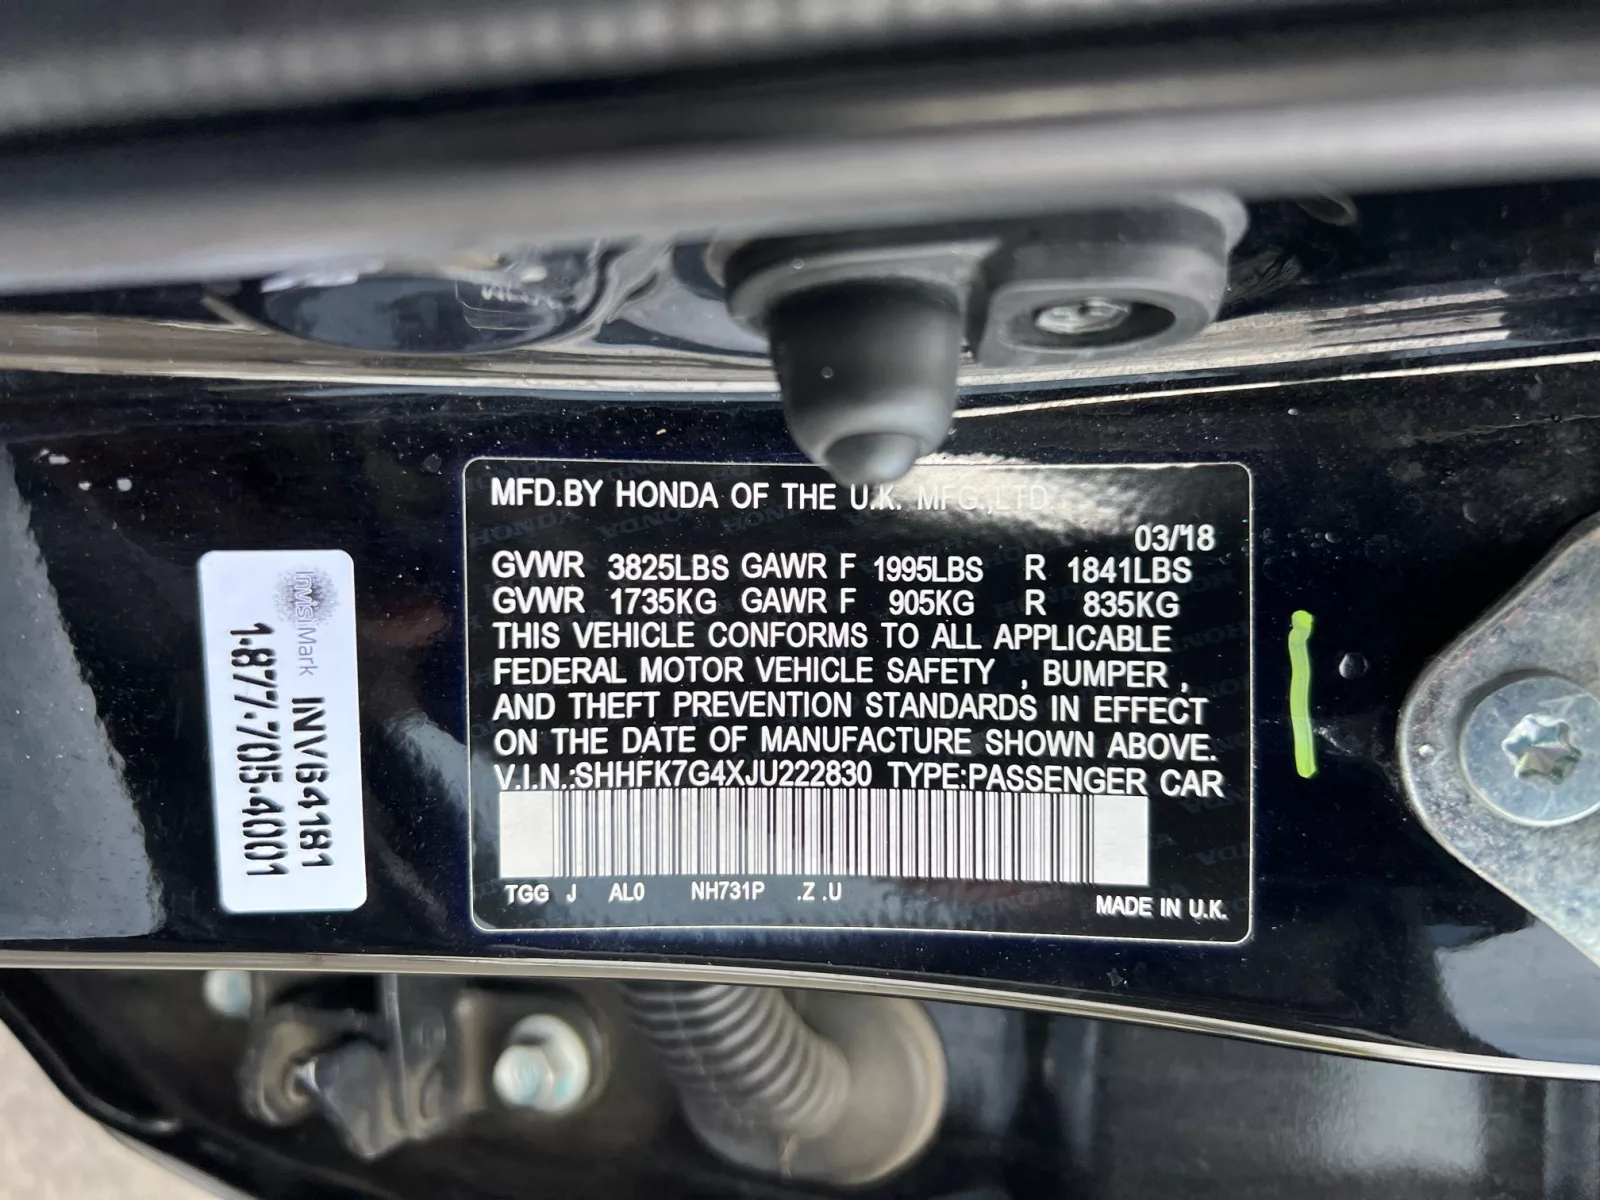 MFD.BY HONDA OF THE U.K. MFG.,LTD
03/'18
GVWR 3825LBS GAWR F 1995LBS R 1841LBS
GVWR 1735KG GAWR F 905KG R 835KG
THIS VEHICLE CONFORMS TO ALL APPLICABLE
FEDERAL MOTOR VEHICLE SAFETY , BUMPER ,
AND THEFT PREVENTION STANDARDS IN EFFECT
ON THE DATE OF MANUFACTURE SHOWN ABOVE.
V.I.N.:SHHFK7G4XJU222830 TYPE:PASSENGER CAR
TGG J AL0 NH731P .Z .U
MADE IN U.K.
InVisiMark INV64161
1.877.705.4001